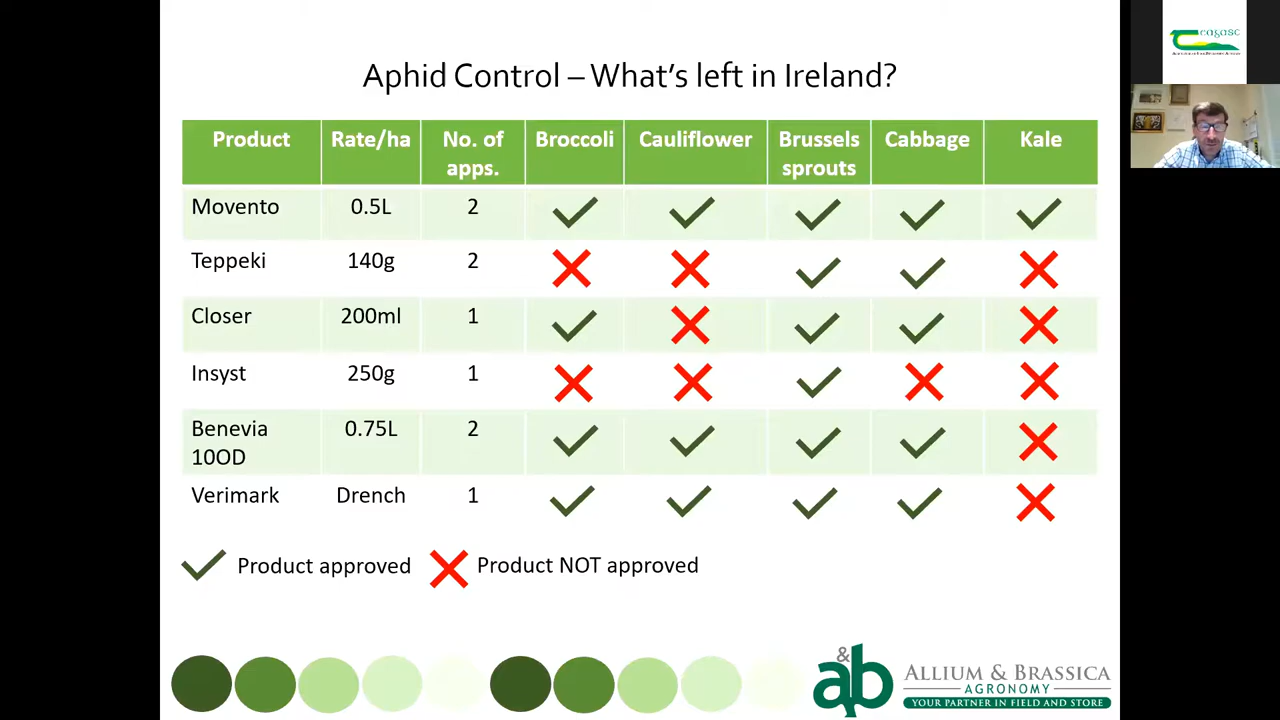 Aphid Control – What's left in Ireland?
Product Rate/ha No. of apps. Broccoli Cauliflower Brussels sprouts Cabbage Kale
Movento 0.5L 2
Teppeki 140g 2
Closer 200ml 1
Insyst 250g 1
Benevia 10OD 0.75L 2
Verimark Drench 1
Product approved Product NOT approved
&
ab
ALLIUM & BRASSICA
AGRONOMY
YOUR PARTNER IN FIELD AND STORE
teagasc